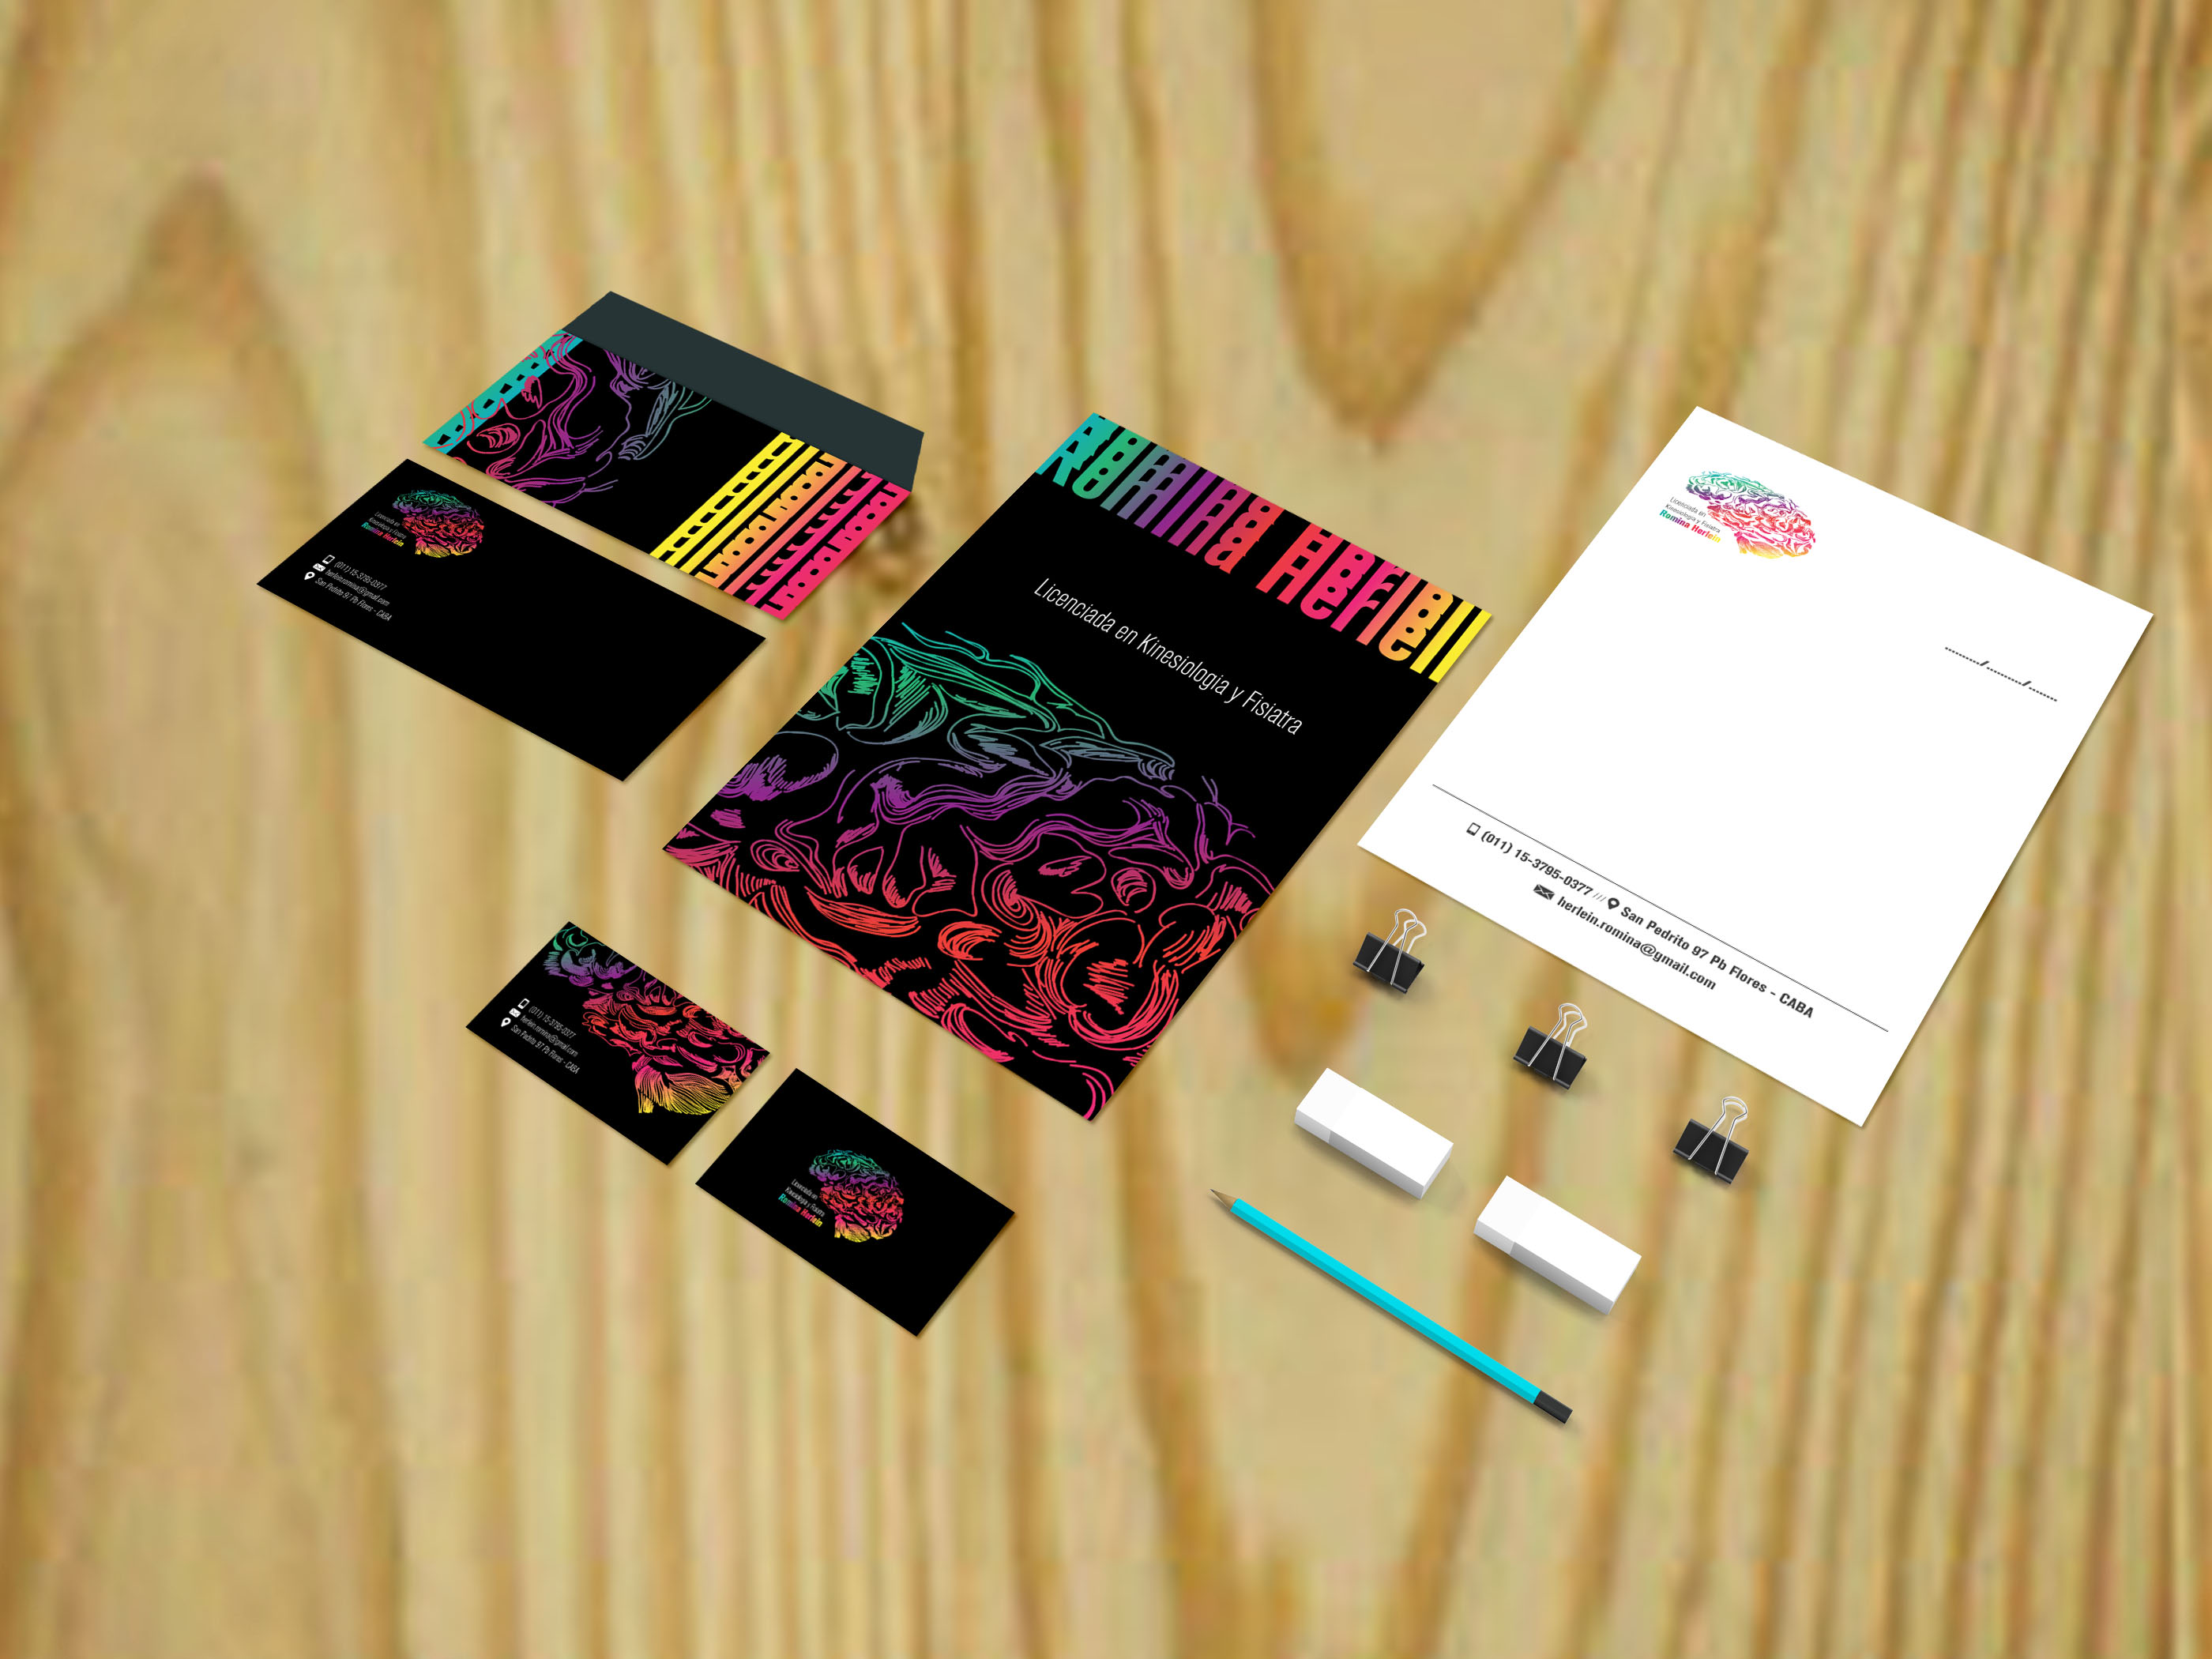 Licenciada en
Kinesiologia y Fisiatra
Romina Herlein
(011) 15-3795-0377
herlein.romina@gmail.com
San Pedrito 97 Pb Flores - CABA
Romina Herlein
Licenciada en Kinesiologia y Fisiatra
Licenciada en
Kinesiologia y Fisiatra
Romina Herlein
........./........../.......
(011) 15-3795-0377 /// San Pedrito 97 Pb Flores - CABA
herlein.romina@gmail.com
(011) 15-3795-0377
herlein.romina@gmail.com
San Pedrito 97 Pb Flores - CABA
Licenciada en
Kinesiologia y Fisiatra
Romina Herlein